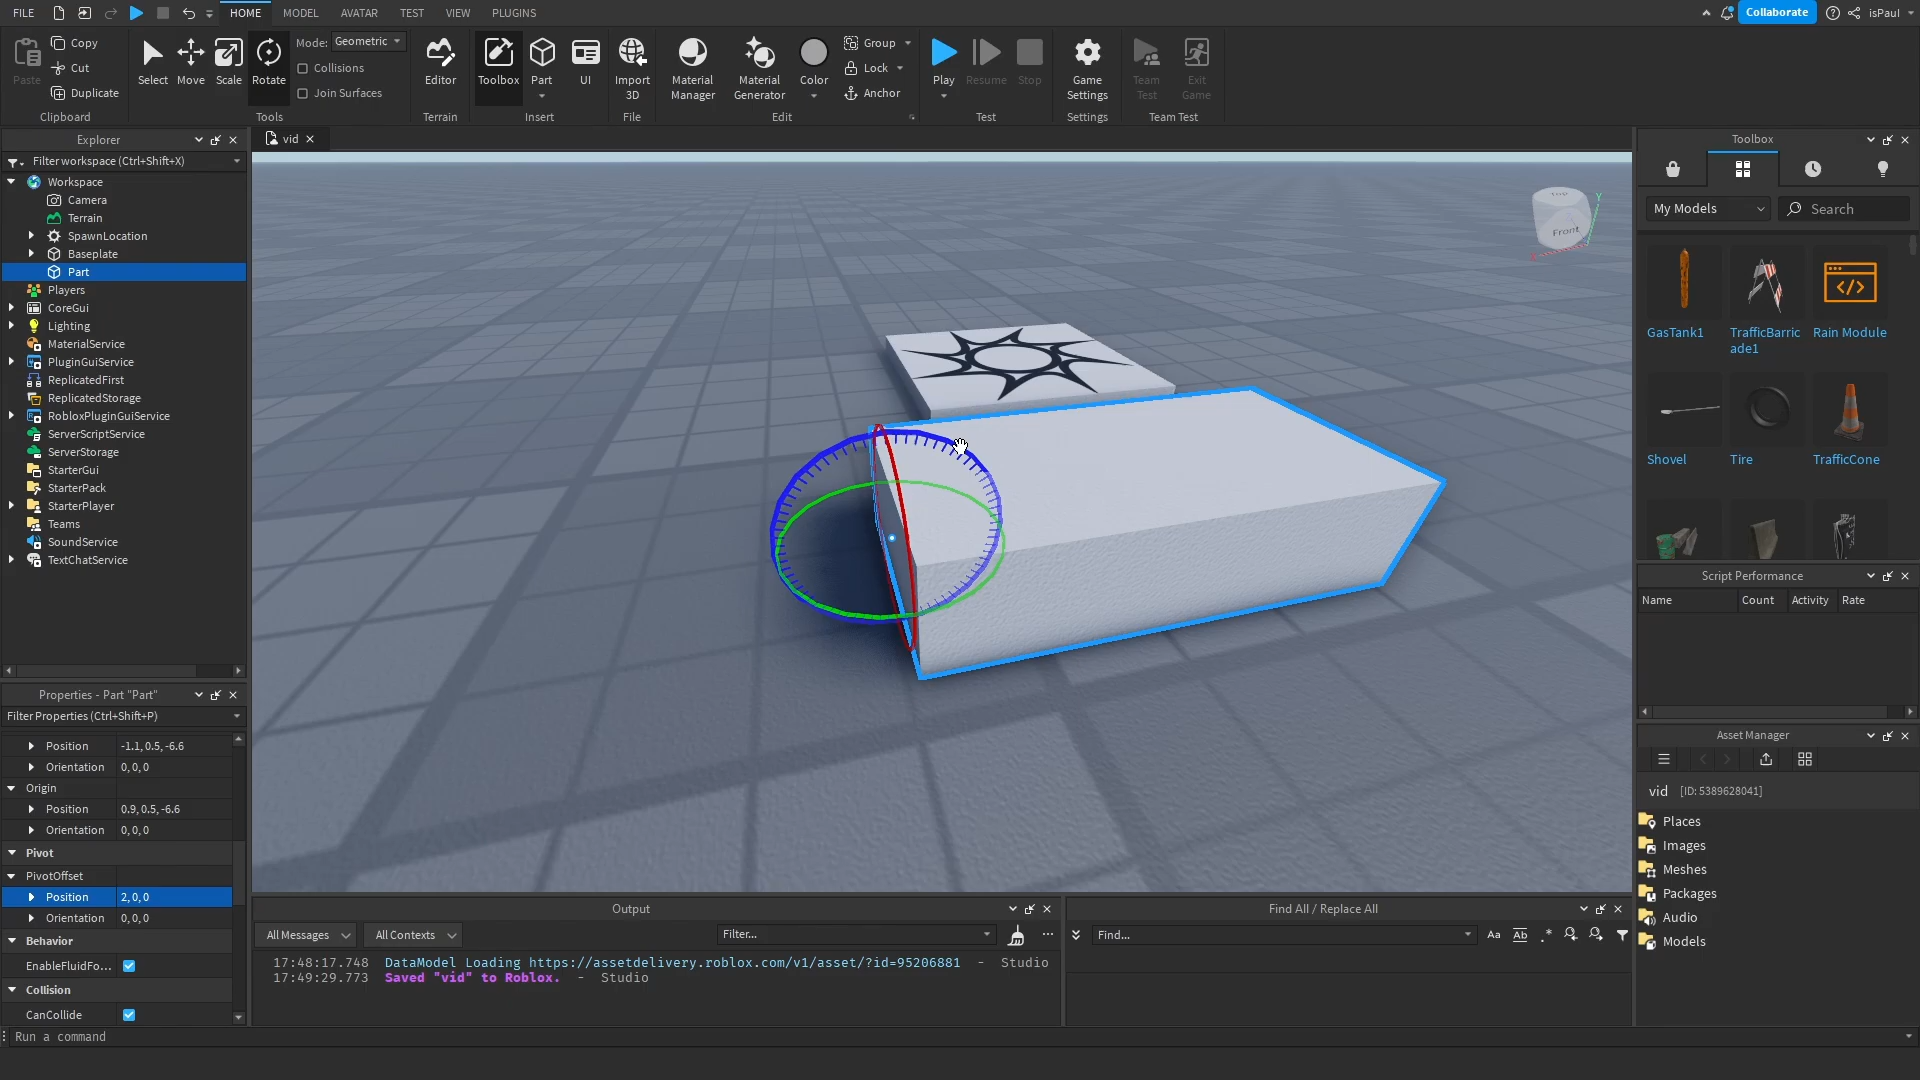 FILE
HOME
MODEL
AVATAR
TEST
VIEW
PLUGINS
Collaborate
isPaul
Paste
Copy
Cut
Duplicate
Clipboard
Select
Move
Scale
Rotate
Mode: Geometric
Collisions
Join Surfaces
Tools
Editor
Terrain
Toolbox
Part
UI
Insert
Import
3D
File
Material
Manager
Material
Generator
Color
Group
Lock
Anchor
Edit
Play
Resume
Stop
Test
Game
Settings
Settings
Team
Test
Exit
Game
Team Test
Explorer
Filter workspace (Ctrl+Shift+X)
Workspace
Camera
Terrain
SpawnLocation
Baseplate
Part
Players
CoreGui
Lighting
MaterialService
PluginGuiService
ReplicatedFirst
ReplicatedStorage
RobloxPluginGuiService
ServerScriptService
ServerStorage
StarterGui
StarterPack
StarterPlayer
Teams
SoundService
TextChatService
Properties - Part "Part"
Filter Properties (Ctrl+Shift+P)
Position -1.1, 0.5, -6.6
Orientation 0, 0, 0
Origin
Position 0.9, 0.5, -6.6
Orientation 0, 0, 0
Pivot
PivotOffset
Position 2, 0, 0
Orientation 0, 0, 0
Behavior
EnableFluidFo...
Collision
CanCollide
vid
Top
Front
Y
Output
All Messages
All Contexts
Filter...
17:48:17.748 DataModel Loading https://assetdelivery.roblox.com/v1/asset/?id=95206881 - Studio
17:49:29.773 Saved "vid" to Roblox. - Studio
Find All / Replace All
Find...
Aa
Ab
Toolbox
My Models
Search
GasTank1
TrafficBarric
ade1
Rain Module
Shovel
Tire
TrafficCone
Script Performance
Name Count Activity Rate
Asset Manager
vid [ID: 5389628041]
Places
Images
Meshes
Packages
Audio
Models
Run a command